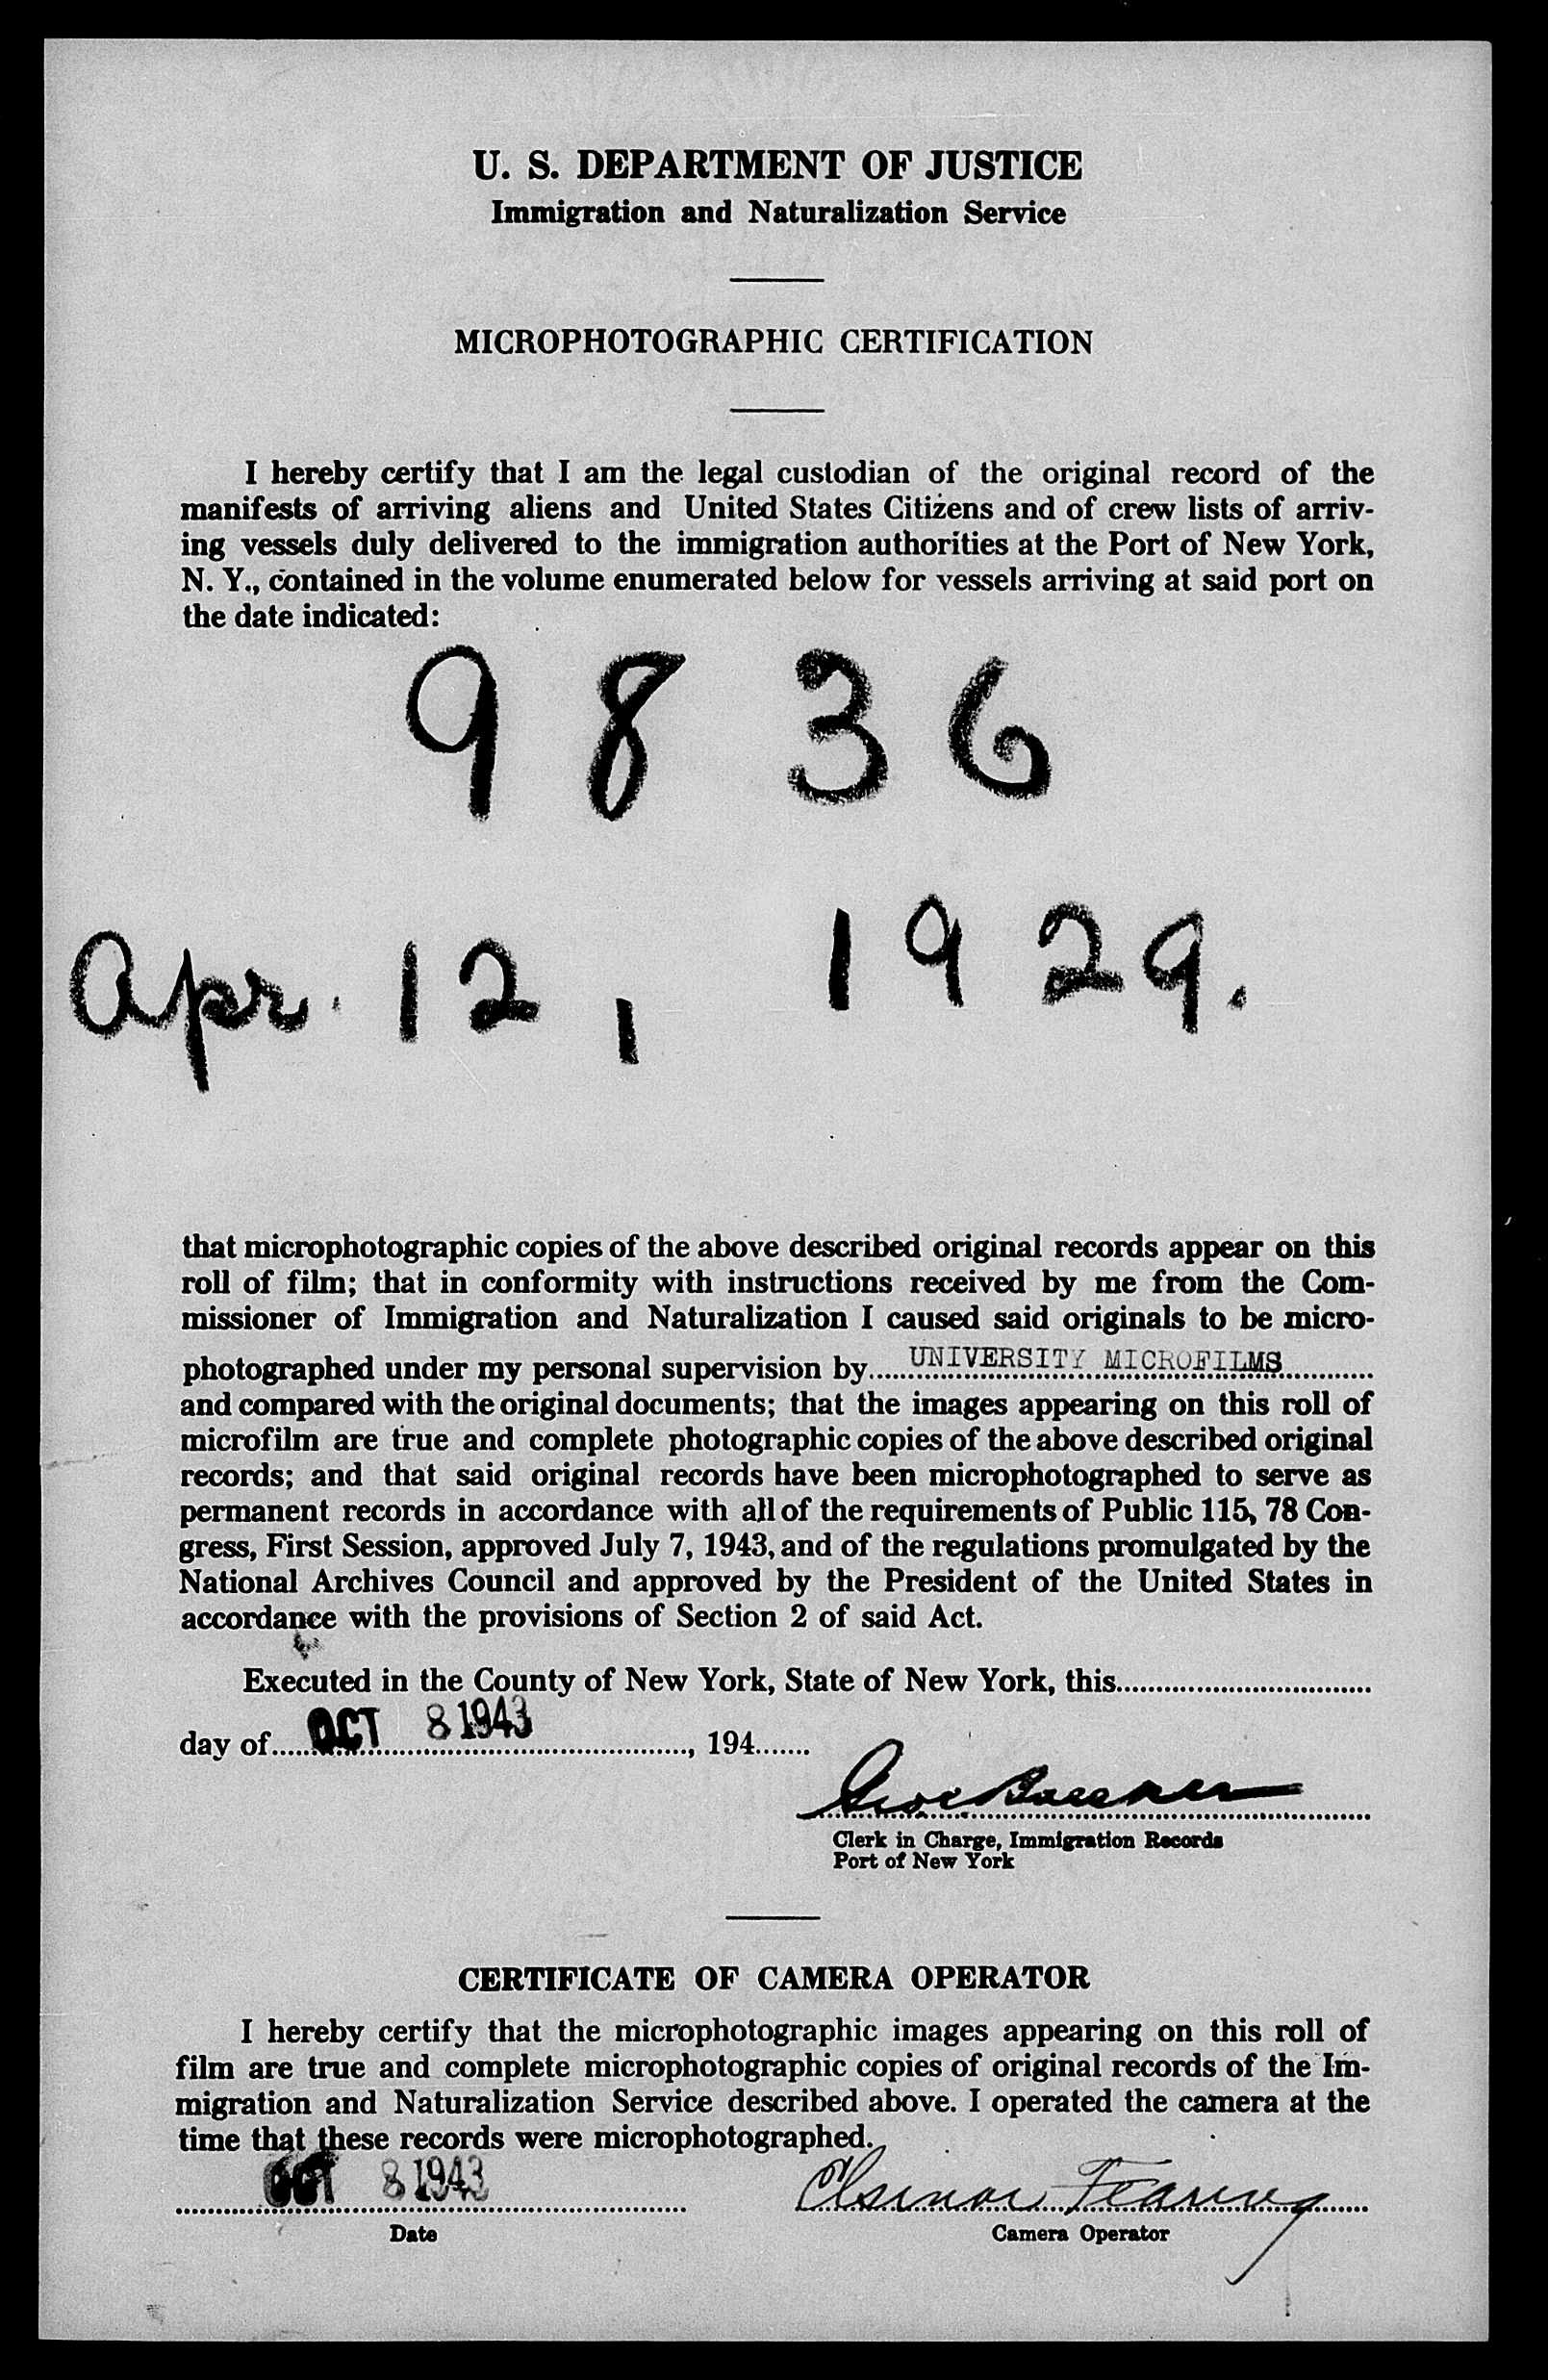 U. S. DEPARTMENT OF JUSTICE
Immigration and Naturalization Service
MICROPHOTOGRAPHIC CERTIFICATION
I hereby certify that I am the legal custodian of the original record of the
manifests of arriving aliens and United States Citizens and of crew lists of arriv-
ing vessels duly delivered to the immigration authorities at the Port of New York,
N. Y., contained in the volume enumerated below for vessels arriving at said port on
the date indicated:
9836
Apr. 12, 1929.
that microphotographic copies of the above described original records appear on this
roll of film; that in conformity with instructions received by me from the Com-
missioner of Immigration and Naturalization I caused said originals to be micro-
photographed under my personal supervision by UNIVERSITY MICROFILMS
and compared with the original documents; that the images appearing on this roll of
microfilm are true and complete photographic copies of the above described original
records; and that said original records have been microphotographed to serve as
permanent records in accordance with all of the requirements of Public 115, 78 Con-
gress, First Session, approved July 7, 1943, and of the regulations promulgated by the
National Archives Council and approved by the President of the United States in
accordance with the provisions of Section 2 of said Act.
Executed in the County of New York, State of New York, this
day of OCT 8 1943, 194
Clerk in Charge, Immigration Records
Port of New York
CERTIFICATE OF CAMERA OPERATOR
I hereby certify that the microphotographic images appearing on this roll of
film are true and complete microphotographic copies of original records of the Im-
migration and Naturalization Service described above. I operated the camera at the
time that these records were microphotographed.
OCT 8 1943
Date
Camera Operator